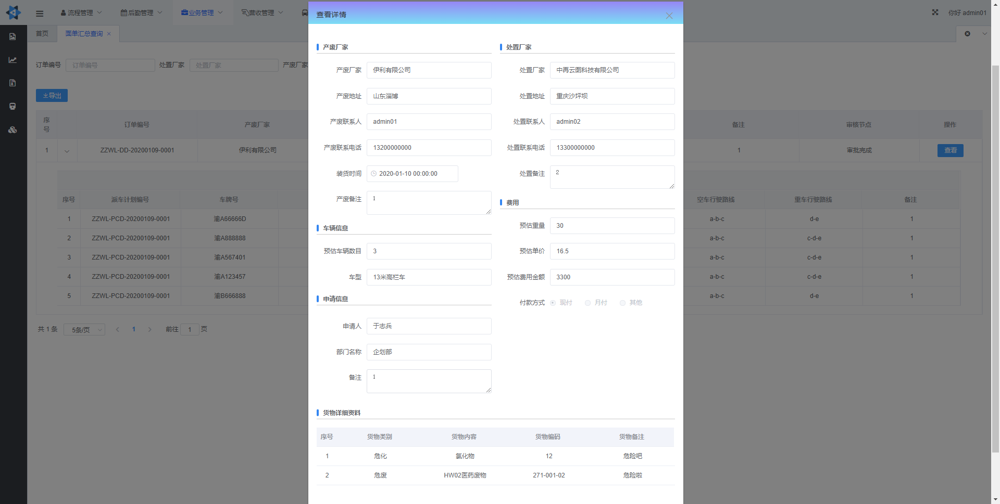 流程管理
后勤管理
业务管理
营收管理
你好 admin01
首页
面单汇总查询
订单编号
订单编号
处置厂家
处置厂家
产废厂家
导出
序号
订单编号
产废厂家
备注
审核节点
操作
1
ZZWL-DD-20200109-0001
伊利有限公司
1
审批完成
查看
序号
派车计划编号
车牌号
空车行驶路线
重车行驶路线
备注
1
ZZWL-PCD-20200109-0001
渝A66666D
a-b-c
d-e
1
2
ZZWL-PCD-20200109-0001
渝A888888
a-b-c
c-d-e
1
3
ZZWL-PCD-20200109-0001
渝A567401
a-b-c
c-d-e
1
4
ZZWL-PCD-20200109-0001
渝A123457
a-b-c
c-d-e
1
5
ZZWL-PCD-20200109-0001
渝B666888
a-b-c
d-e
1
共 1 条
5条/页
1
前往
1
页
查看详情
产废厂家
产废厂家
伊利有限公司
产废地址
山东淄博
产废联系人
admin01
产废联系电话
13200000000
装货时间
2020-01-10 00:00:00
产废备注
1
车辆信息
预估车辆数目
3
车型
13米高栏车
申请信息
申请人
于志兵
部门名称
企划部
备注
1
处置厂家
处置厂家
中再云图科技有限公司
处置地址
重庆沙坪坝
处置联系人
admin02
处置联系电话
13300000000
处置备注
2
费用
预估重量
30
预估单价
16.5
预估费用金额
3300
付款方式
现付
月付
其他
货物详细资料
序号
货物类别
货物内容
货物编码
货物备注
1
危化
氯化物
12
危险吧
2
危废
HW02医药废物
271-001-02
危险啦